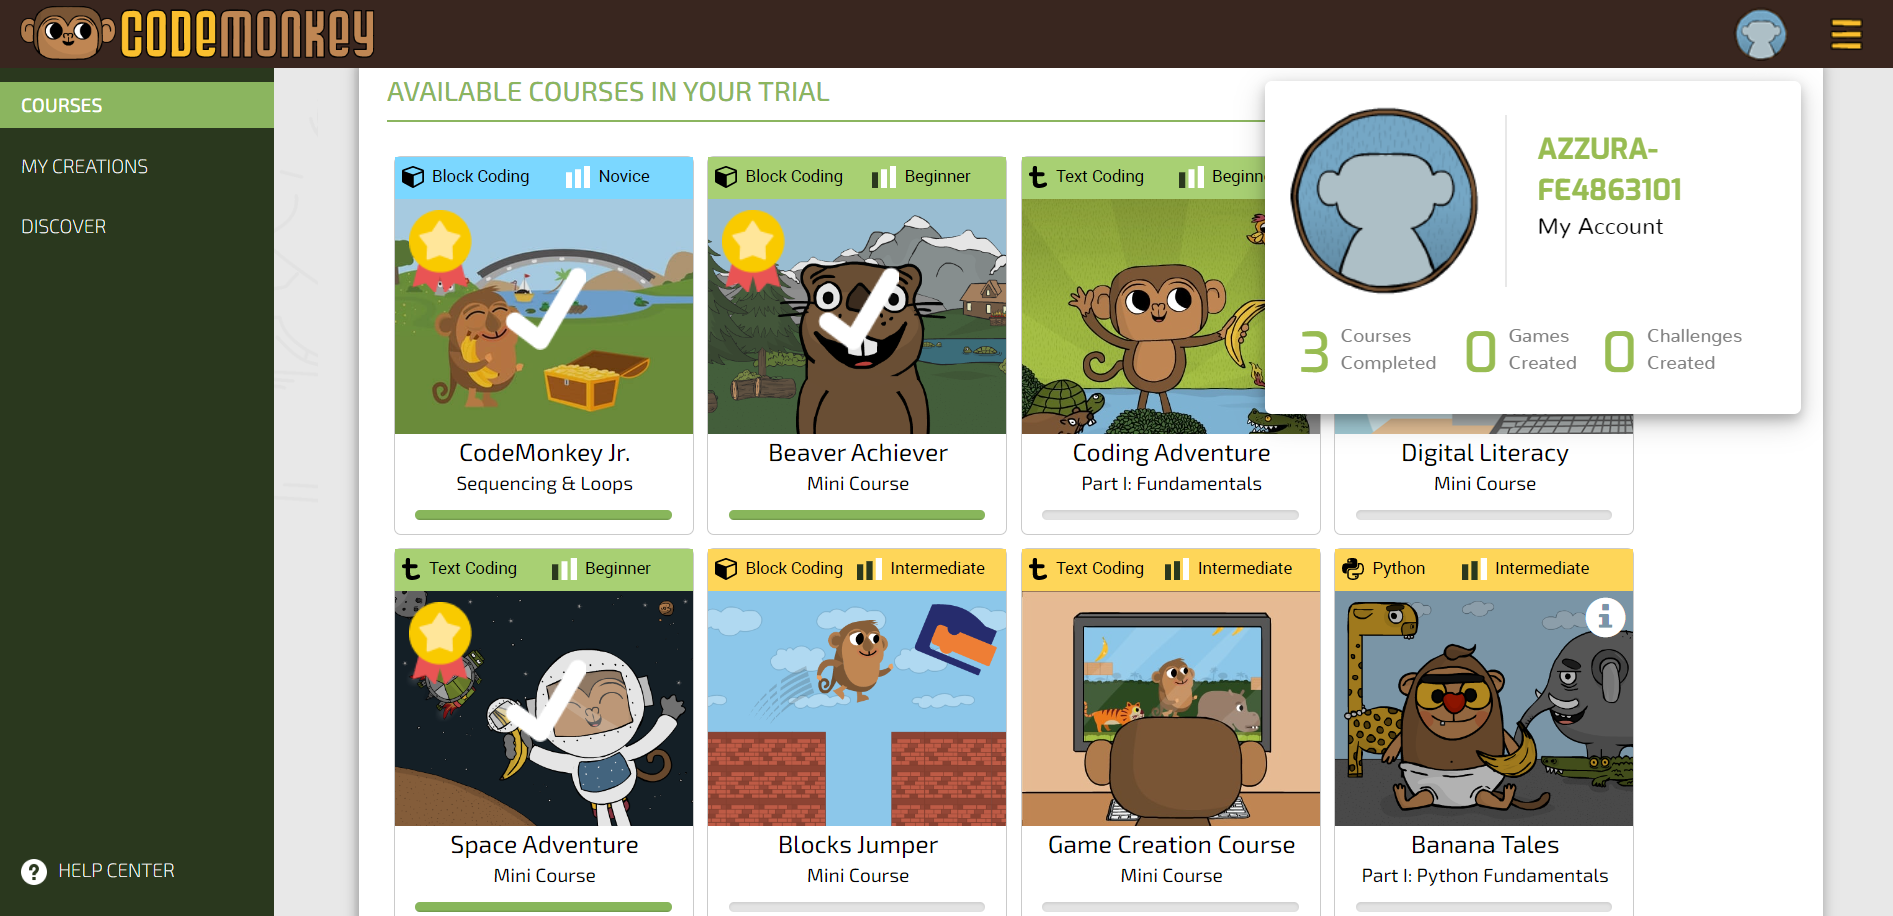 CODEMONKEY
COURSES
MY CREATIONS
DISCOVER
HELP CENTER
AVAILABLE COURSES IN YOUR TRIAL
AZZURA-
FE4863101
My Account
3 Courses Completed
0 Games Created
0 Challenges Created
Block Coding Novice
CodeMonkey Jr.
Sequencing & Loops
Block Coding Beginner
Beaver Achiever
Mini Course
Text Coding Beginn
Coding Adventure
Part I: Fundamentals
Digital Literacy
Mini Course
Text Coding Beginner
Space Adventure
Mini Course
Block Coding Intermediate
Blocks Jumper
Mini Course
Text Coding Intermediate
Game Creation Course
Mini Course
Python Intermediate
Banana Tales
Part I: Python Fundamentals